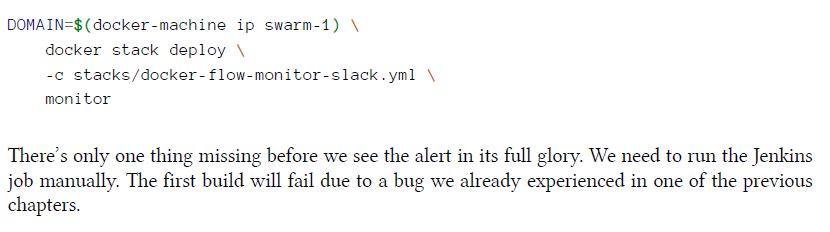 DOMAIN=$(docker-machine ip swarm-1) \
    docker stack deploy \
    -c stacks/docker-flow-monitor-slack.yml \
    monitor
There’s only one thing missing before we see the alert in its full glory. We need to run the Jenkins
job manually. The first build will fail due to a bug we already experienced in one of the previous
chapters.